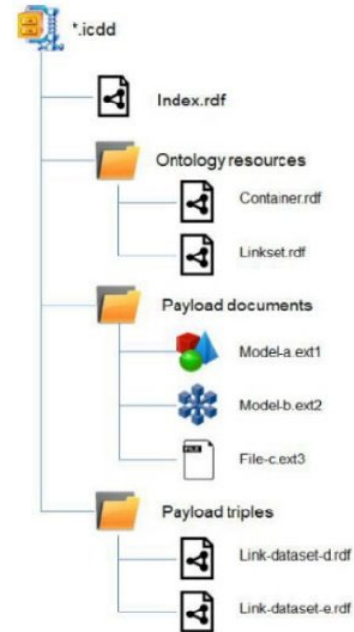 *.icdd
Index.rdf
Ontology resources
Container.rdf
Linkset.rdf
Payload documents
Model-a.ext1
Model-b.ext2
FILE
File-c.ext3
Payload triples
Link-dataset-d.rdf
Link-dataset-e.rdf